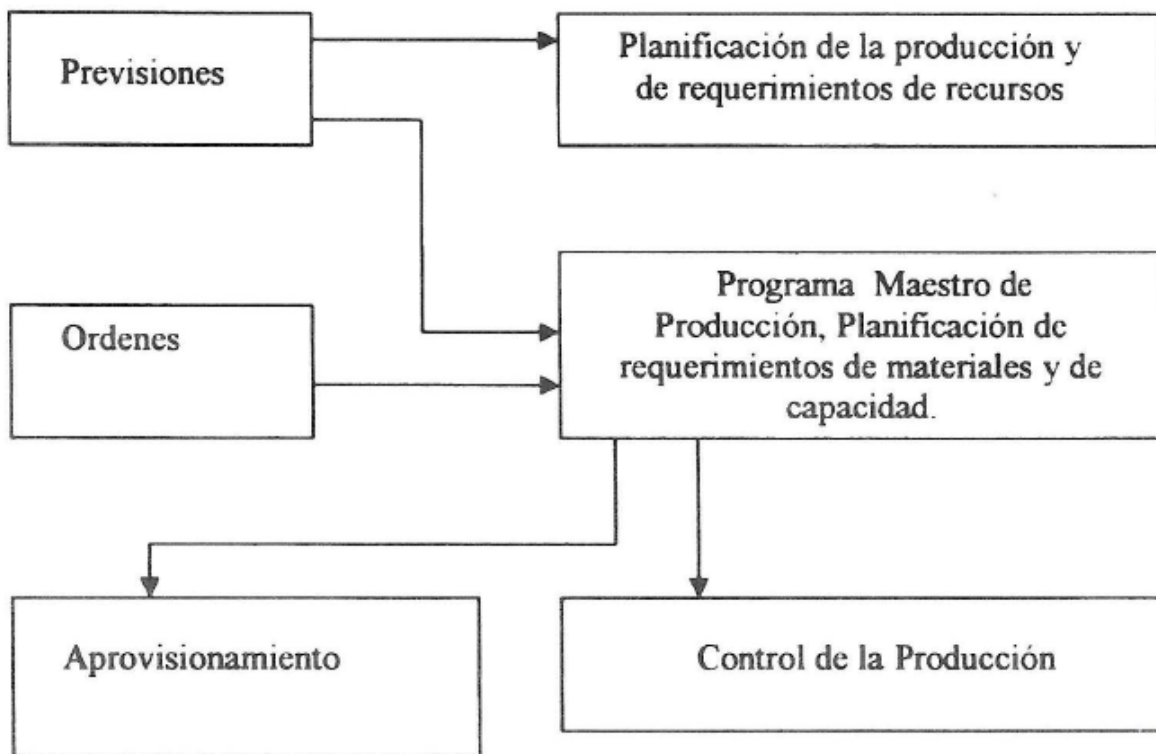 Previsiones
Planificación de la producción y
de requerimientos de recursos
Ordenes
Programa Maestro de
Producción, Planificación de
requerimientos de materiales y de
capacidad.
Aprovisionamiento
Control de la Producción